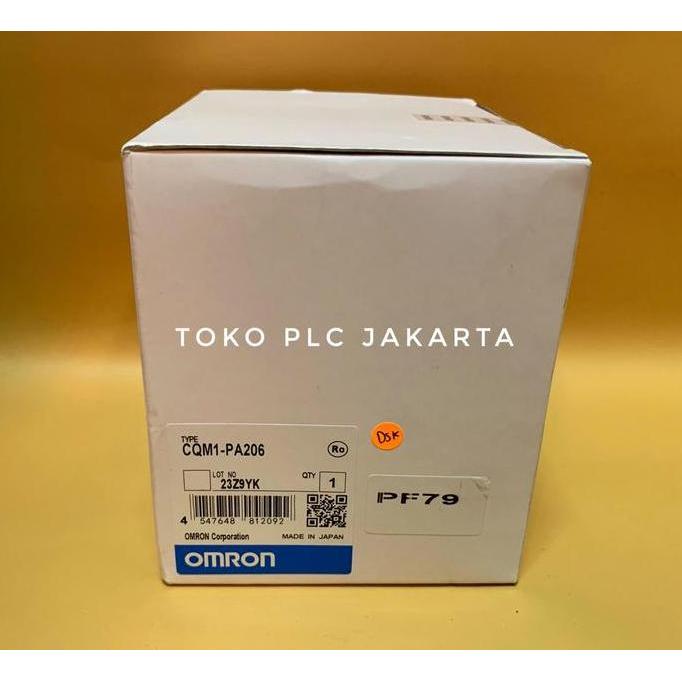 TOKO PLC JAKARTA
DSK
TYPE
CQM1-PA206
Ro
LOT NO
QTY
23Z9YK
1
4 547648 812092
OMRON Corporation
MADE IN JAPAN
OMRON
PF79